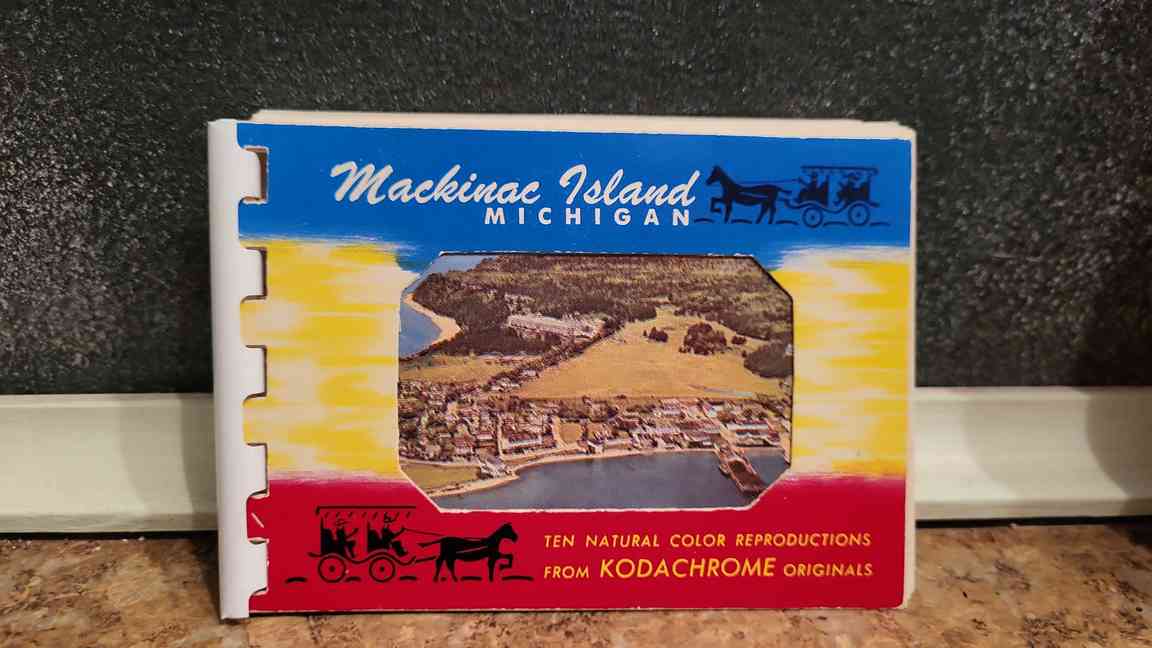 Mackinac Island
MICHIGAN
TEN NATURAL COLOR REPRODUCTIONS
FROM KODACHROME ORIGINALS